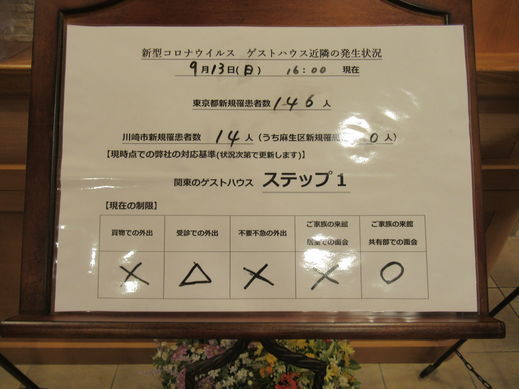 新型コロナウイルス ゲストハウス近隣の発生状況
9月13日(日) 16:00 現在
東京都新規罹患者数 146 人
川崎市新規罹患者数 14人(うち麻生区新規罹患 0人)
【現時点での弊社の対応基準(状況次第で更新します)】
関東のゲストハウス ステップ1
【現在の制限】
買物での外出 受診での外出 不要不急の外出 ご家族の来館 居室での面会 ご家族の来館 共有部での面会
× △ × × ○